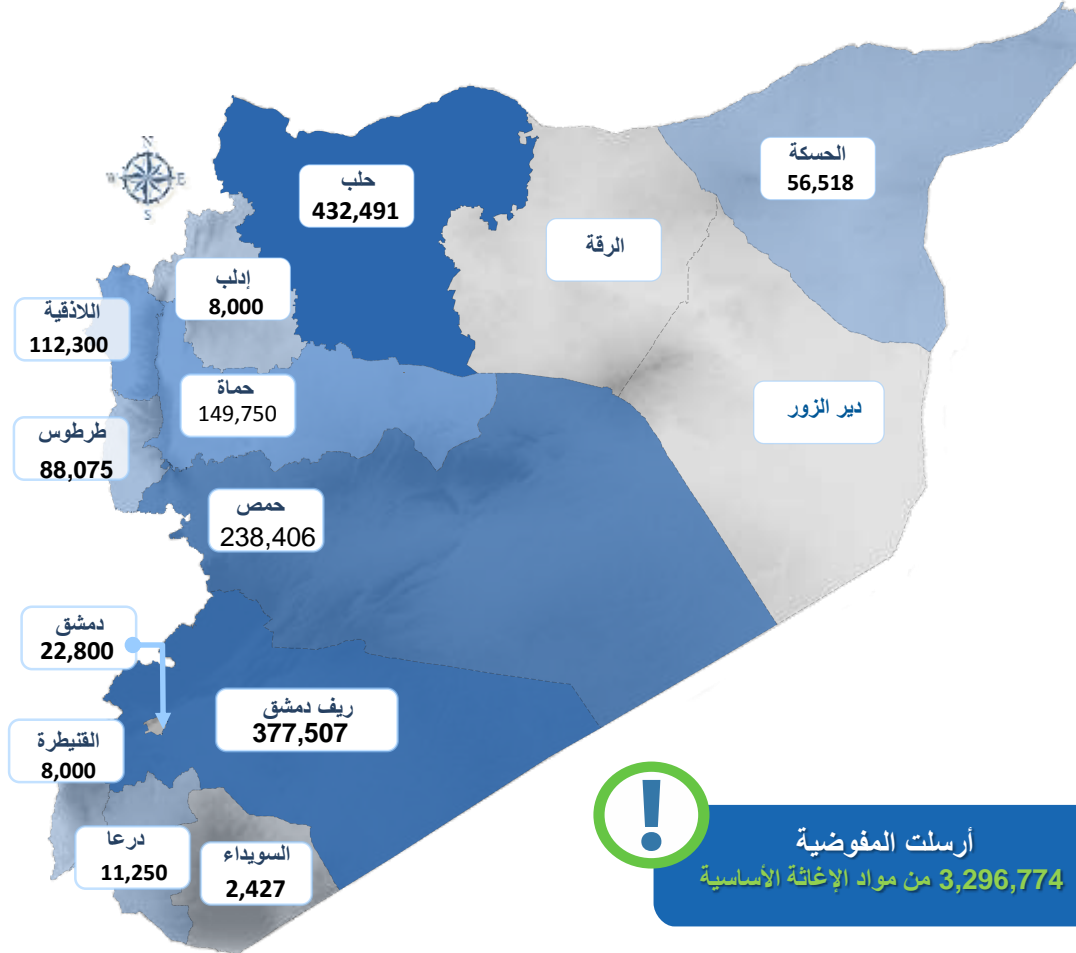 N
W
E
S
حلب
432,491
الحسكة
56,518
الرقة
إدلب
8,000
اللاذقية
112,300
حماة
149,750
دير الزور
طرطوس
88,075
حمص
238,406
دمشق
22,800
ريف دمشق
377,507
القنيطرة
8,000
درعا
11,250
السويداء
2,427
!
أرسلت المفوضية
3,296,774 من مواد الإغاثة الأساسية